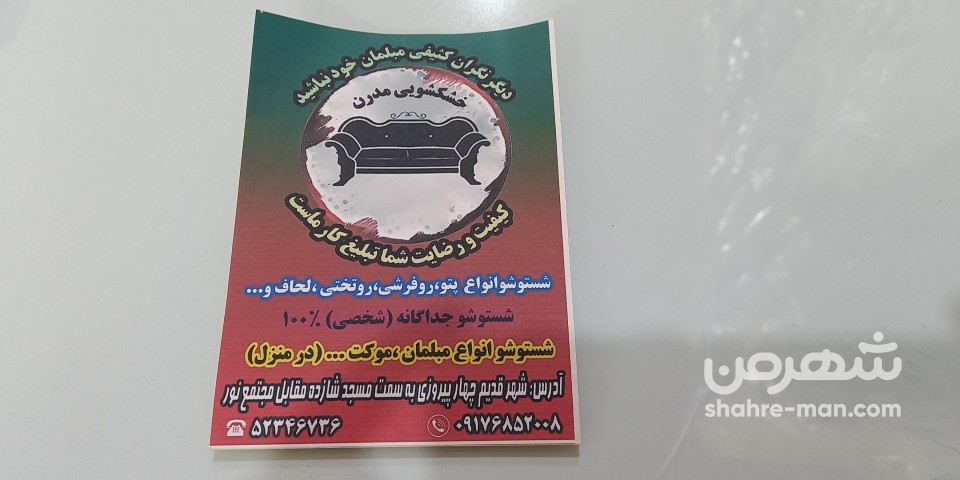 دیگر نگران کثیفی مبلمان خود نباشید
خشکشویی مدرن
کیفیت و رضایت شما تبلیغ کار ماست
شستوشو انواع پتو، روفرشی، روتختی، لحاف و...
شستوشو جداگانه (شخصی) ۱۰۰٪
شستوشو انواع مبلمان، موکت... (در منزل)
آدرس: شهر قدیم چهار پیروزی به سمت مسجد شازده مقابل مجتمع نور
۵۲۳۴۶۷۳۶ ۰۹۱۷۶۸۵۲۰۰۸
شهرمن
shahre-man.com